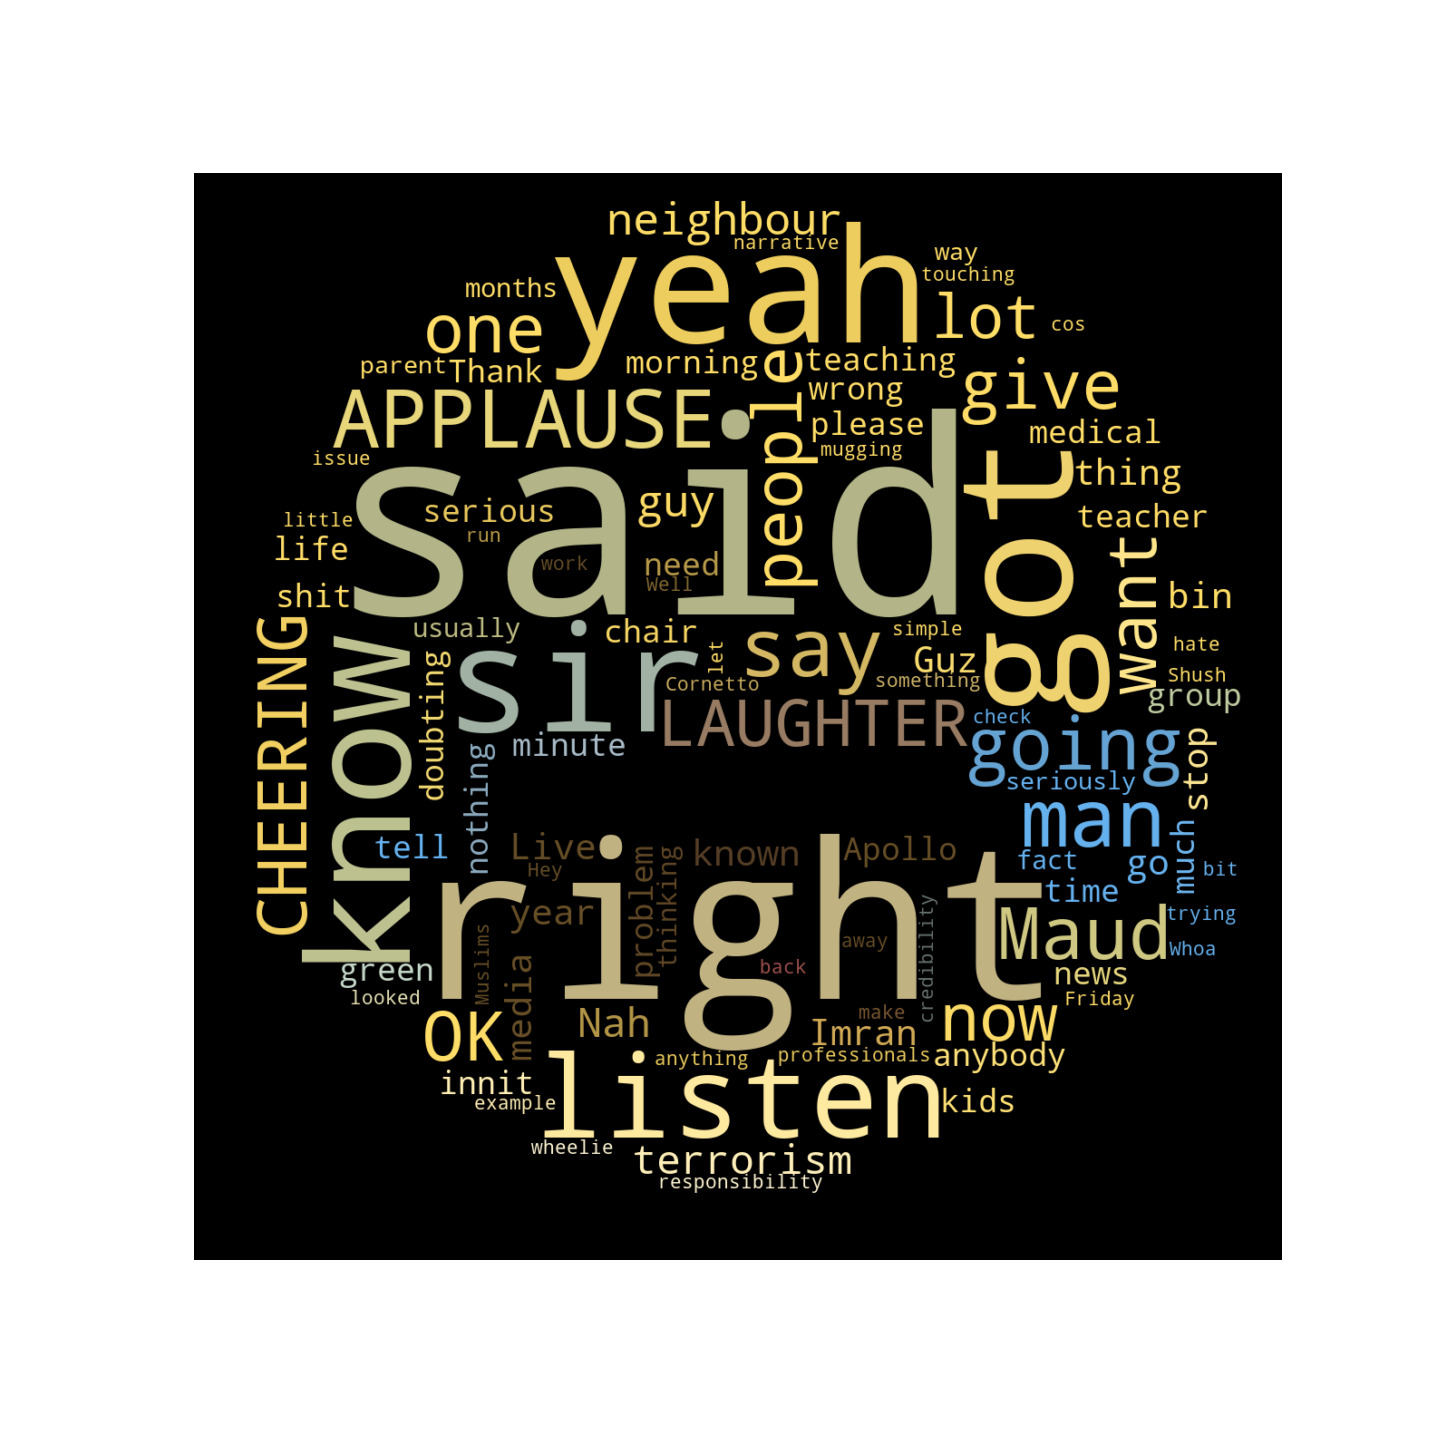 neighbour
narrative
yeah
way
touching
months
one
lot
cos
parent
Thank
morning
people
teaching
wrong
give
APPLAUSE
please
medical
mugging
issue
said
got
thing
serious
guy
little
run
teacher
life
work
need
Well
want
shit
bin
CHEERING
know
usually
sir
chair
let
say
simple
hate
doubting
Guz
Shush
Cornetto
something
group
LAUGHTER
check
going
nothing
minute
stop
seriously
man
tell
Live
known
Apollo
fact
go
much
bit
Hey
problem
thinking
right
time
year
Maud
trying
Muslims
media
away
credibility
Whoa
green
back
news
looked
Friday
OK
Nah
make
Imran
now
anything
professionals
anybody
innit
listen
example
kids
wheelie
terrorism
responsibility